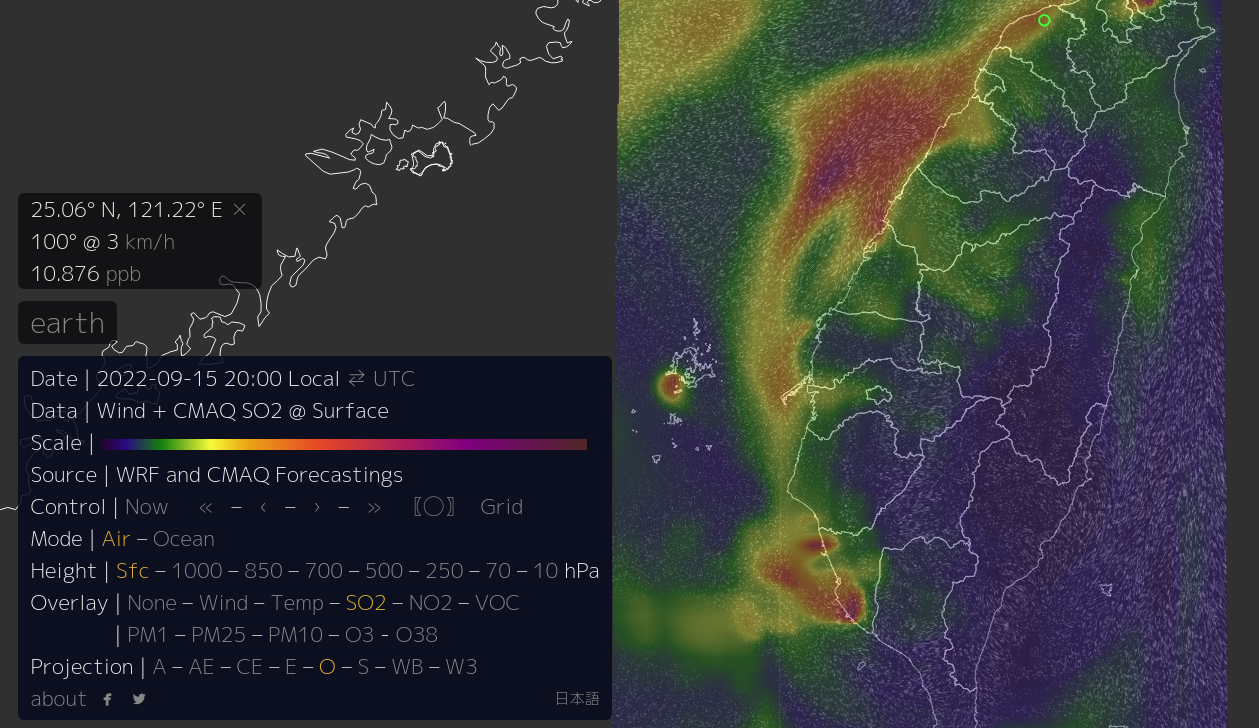 25.06° N, 121.22° E ×
100° @ 3 km/h
10.876 ppb
earth
Date | 2022-09-15 20:00 Local ⇄ UTC
Data | Wind + CMAQ SO2 @ Surface
Scale |
Source | WRF and CMAQ Forecastings
Control | Now « – ‹ – › – » 〖◯〗 Grid
Mode | Air – Ocean
Height | Sfc – 1000 – 850 – 700 – 500 – 250 – 70 – 10 hPa
Overlay | None – Wind – Temp – SO2 – NO2 – VOC
| PM1 – PM25 – PM10 – O3 - O38
Projection | A – AE – CE – E – O – S – WB – W3
about 日本語